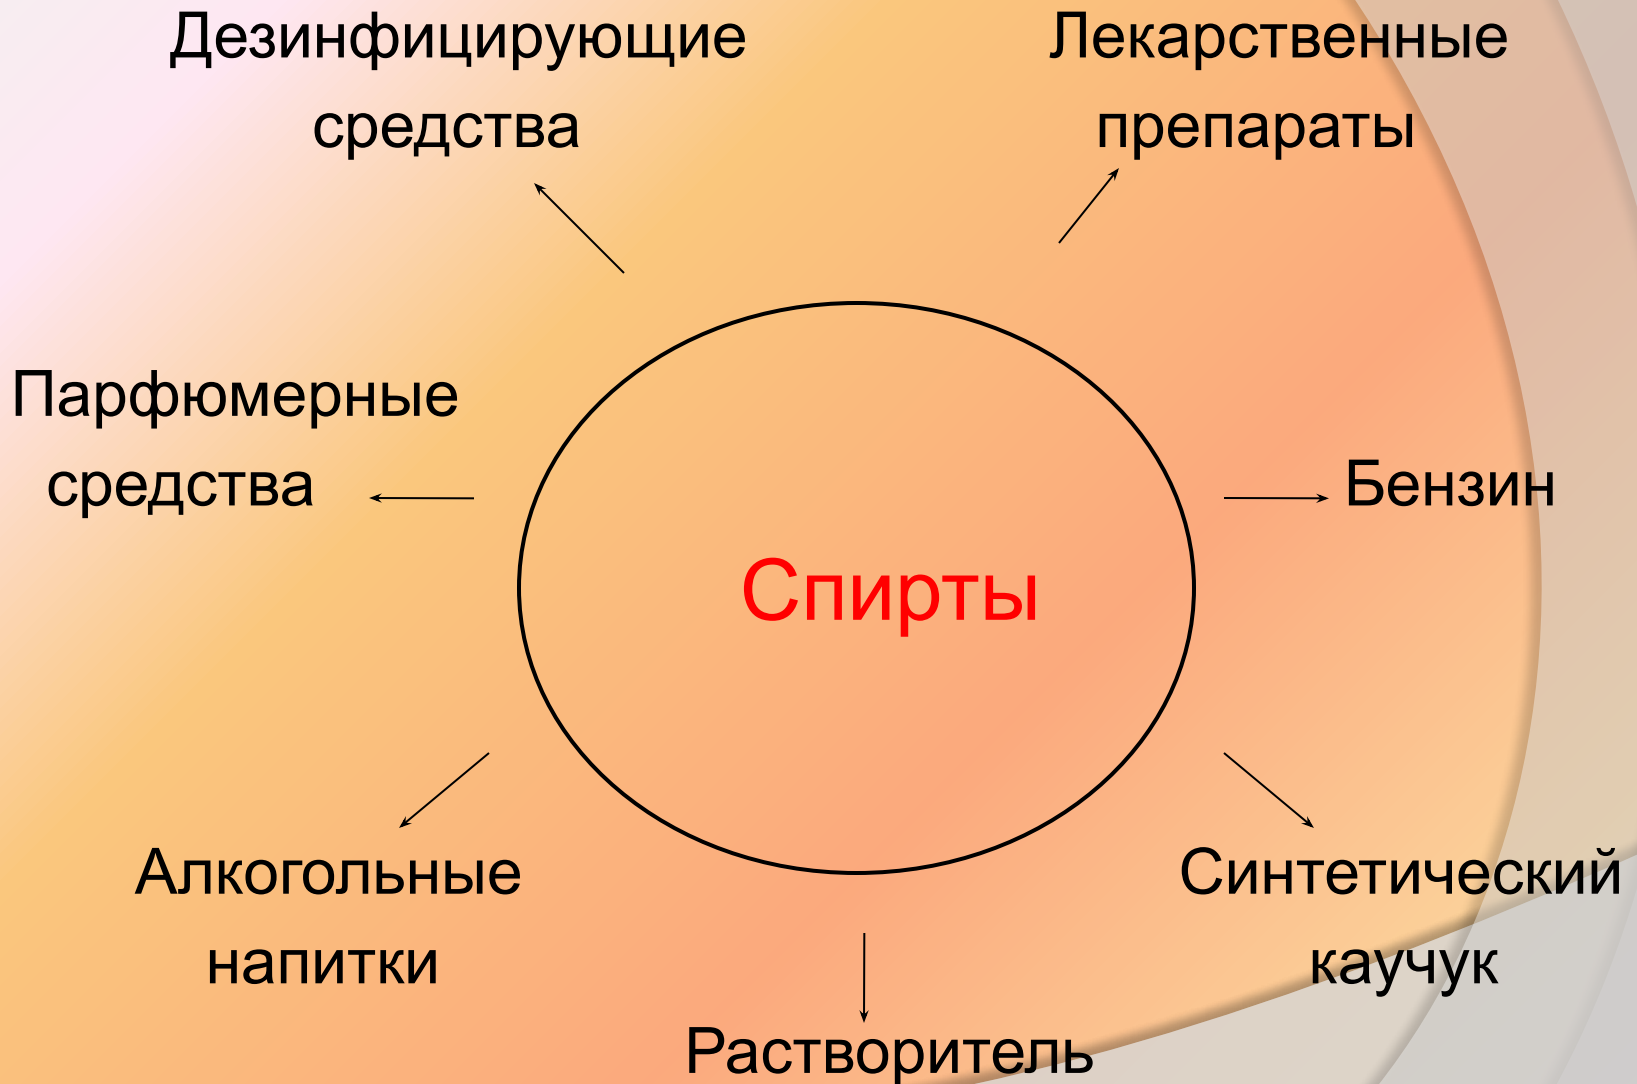 Дезинфицирующие
средства
Лекарственные
препараты
Парфюмерные
средства
Бензин
Спирты
Алкогольные
напитки
Синтетический
каучук
Растворитель